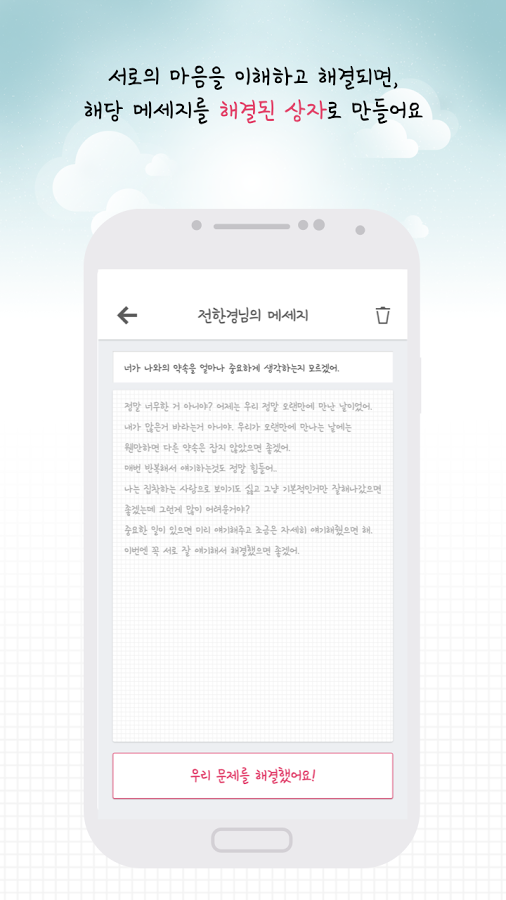 서로의 마음을 이해하고 해결되면,
해당 메세지를 해결된 상자로 만들어요
전한경님의 메세지
너가 나와의 약속을 얼마나 중요하게 생각하는지 모르겠어.
정말 너무한 거 아니야? 어제는 우리 정말 오랜만에 만난 날이었어.
내가 많은거 바라는거 아니야. 우리가 오랜만에 만나는 날에는
웬만하면 다른 약속은 잡지 않았으면 좋겠어.
매번 반복해서 얘기하는것도 정말 힘들어..
나는 집착하는 사람으로 보이기도 싫고 그냥 기본적인거만 잘해나갔으면
좋겠는데 그런게 많이 어려운거야?
중요한 일이 있으면 미리 얘기해주고 조금은 자세히 얘기해줬으면 해.
이번엔 꼭 서로 잘 얘기해서 해결했으면 좋겠어.
우리 문제를 해결했어요!